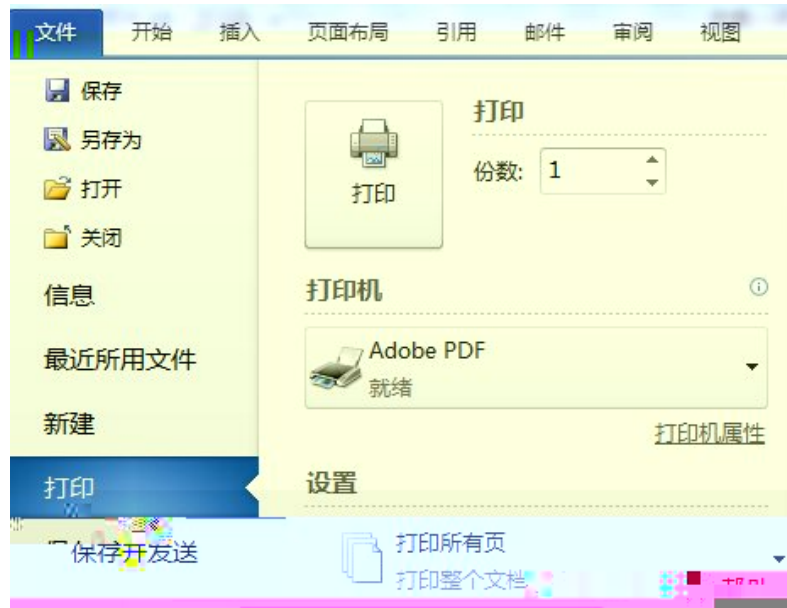 文件 开始 插入 页面布局 引用 邮件 审阅 视图
保存
另存为
打开
关闭
信息
最近所用文件
新建
打印
保存并发送
打印
打印
份数: 1
打印机
Adobe PDF
就绪
打印机属性
设置
打印所有页
打印整个文档